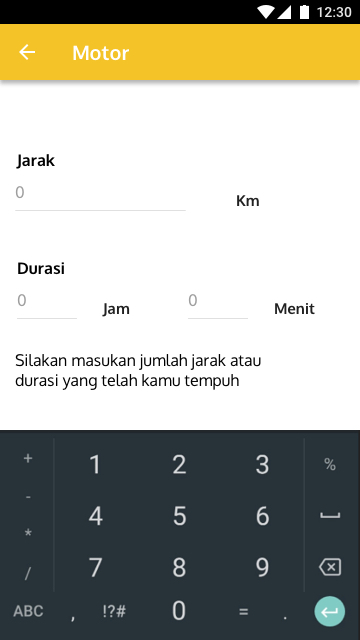 12:30
Motor
Jarak
0 Km
Durasi
0 Jam 0 Menit
Silakan masukan jumlah jarak atau
durasi yang telah kamu tempuh
+ 1 2 3 %
- 4 5 6
* 7 8 9
/
ABC , !?# 0 = .